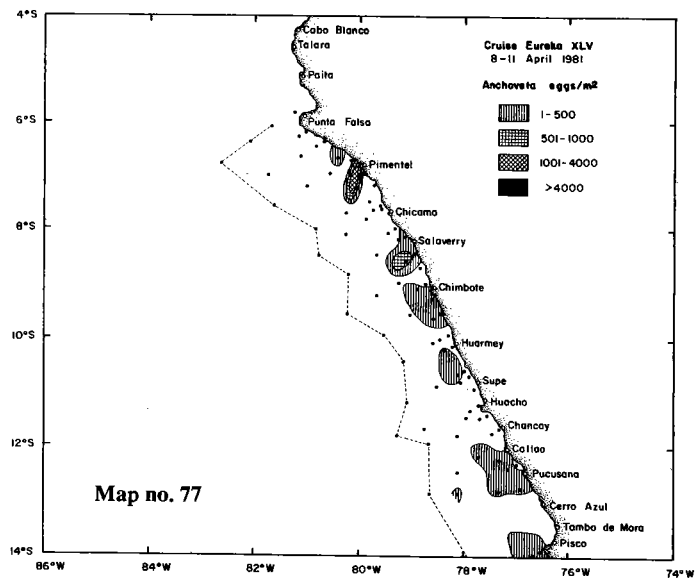 4°S
6°S
8°S
10°S
12°S
14°S
86°W
84°W
82°W
80°W
78°W
76°W
74°W
Cabo Blanco
Talara
Paita
Punta Falsa
Pimentel
Chicama
Salaverry
Chimbote
Huarmey
Supe
Huacho
Chancay
Callao
Pucusana
Cerro Azul
Tambo de Mora
Pisco
Cruise Eureka XLV
8-11 April 1981
Anchoveta eggs/m²
1-500
501-1000
1001-4000
>4000
Map no. 77